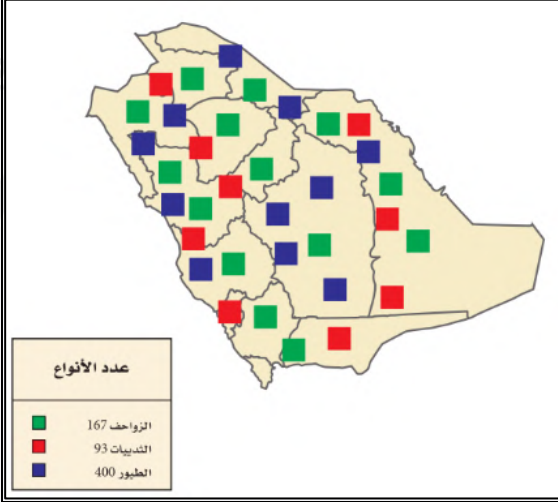 عدد الأنواع
الزواحف 167
الثدييات 93
الطيور 400